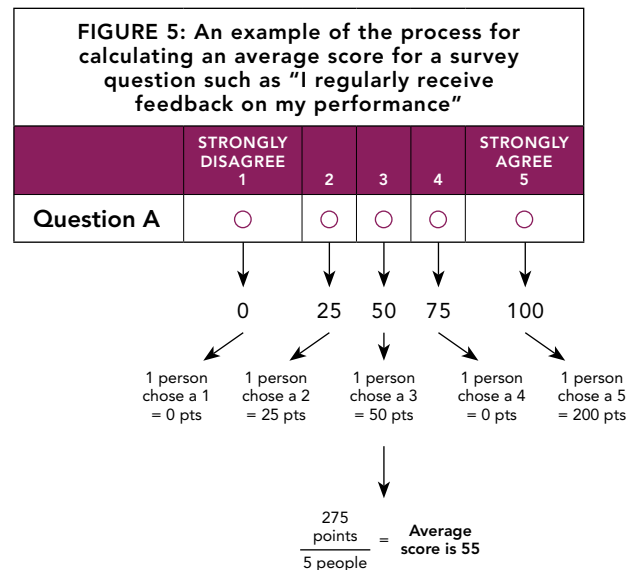 FIGURE 5: An example of the process for
calculating an average score for a survey
question such as “I regularly receive
feedback on my performance”
STRONGLY
DISAGREE
1
2
3
4
STRONGLY
AGREE
5
Question A
0
25
50
75
100
1 person
chose a 1
= 0 pts
1 person
chose a 2
= 25 pts
1 person
chose a 3
= 50 pts
1 person
chose a 4
= 0 pts
1 person
chose a 5
= 200 pts
275
points
5 people
=
Average
score is 55